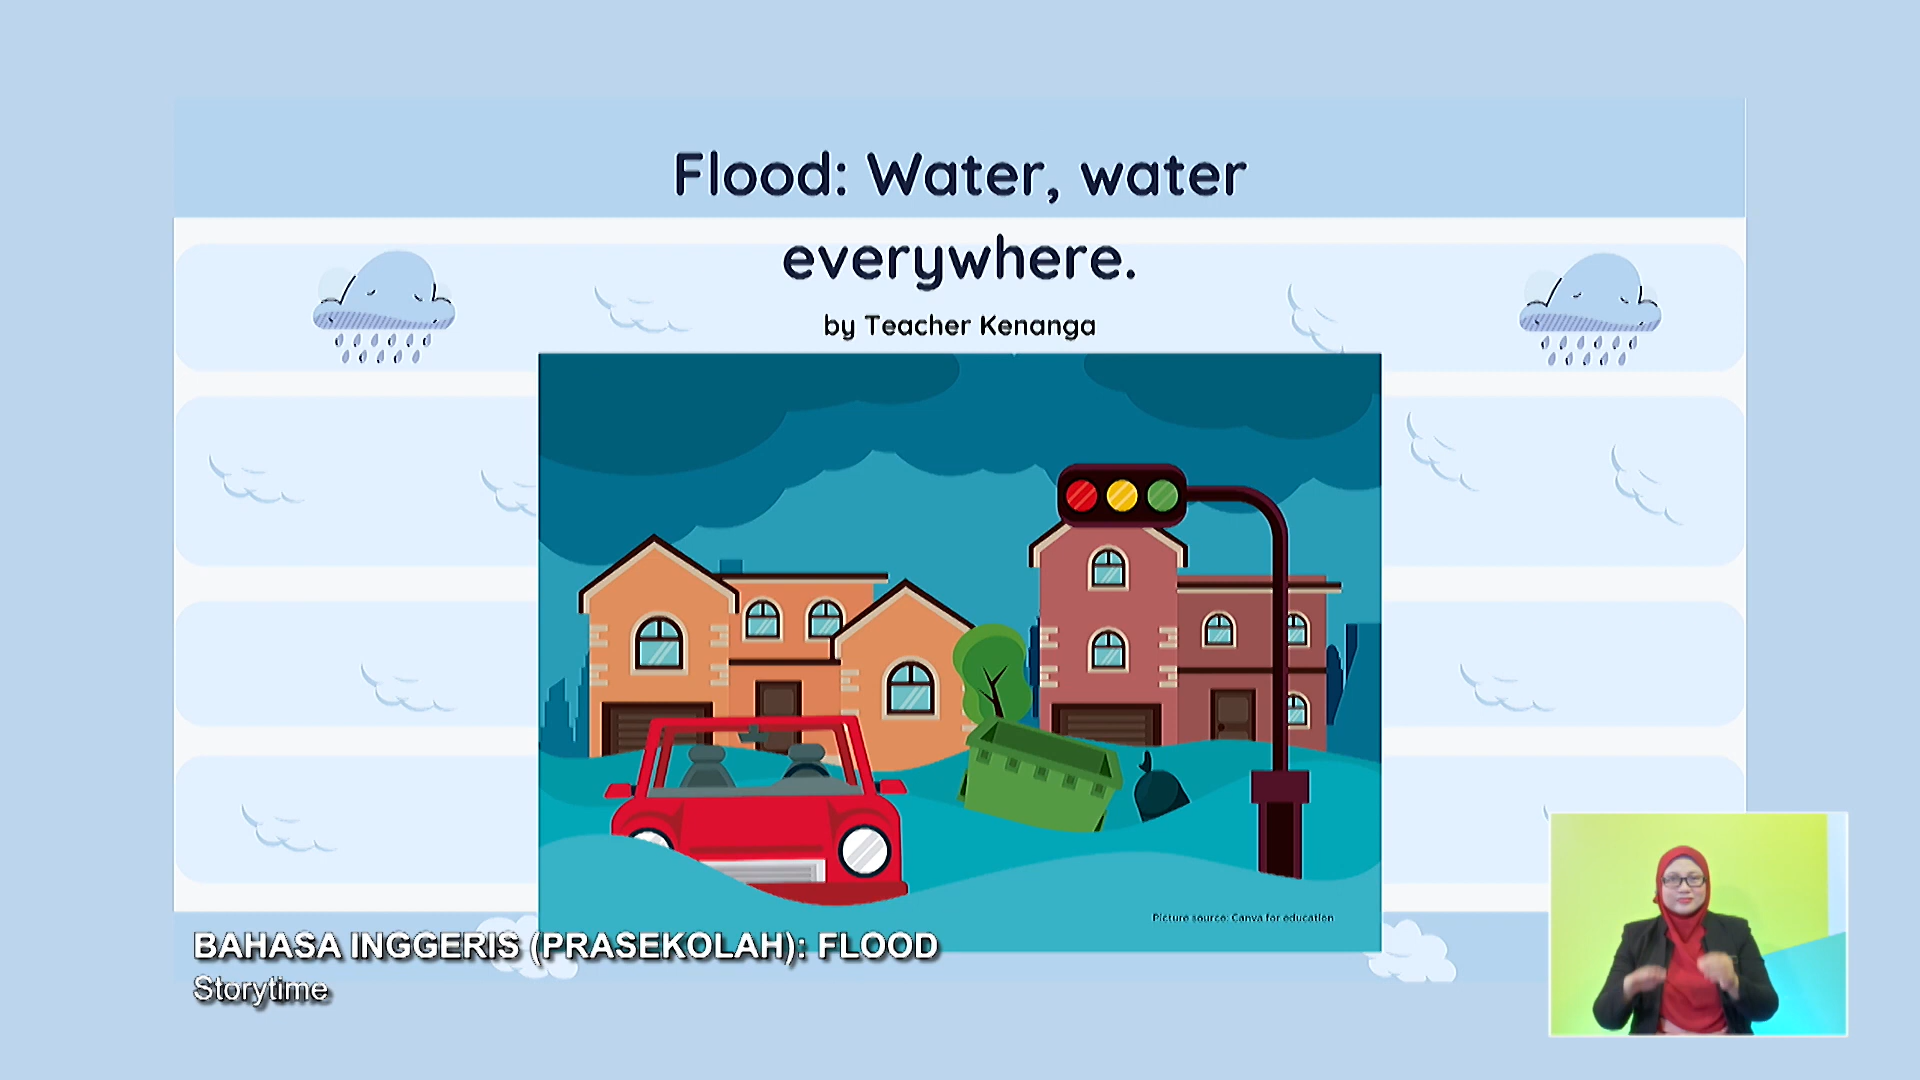 Flood: Water, water
everywhere.
by Teacher Kenanga
Picture source: Canva for education
BAHASA INGGERIS (PRASEKOLAH): FLOOD
Storytime